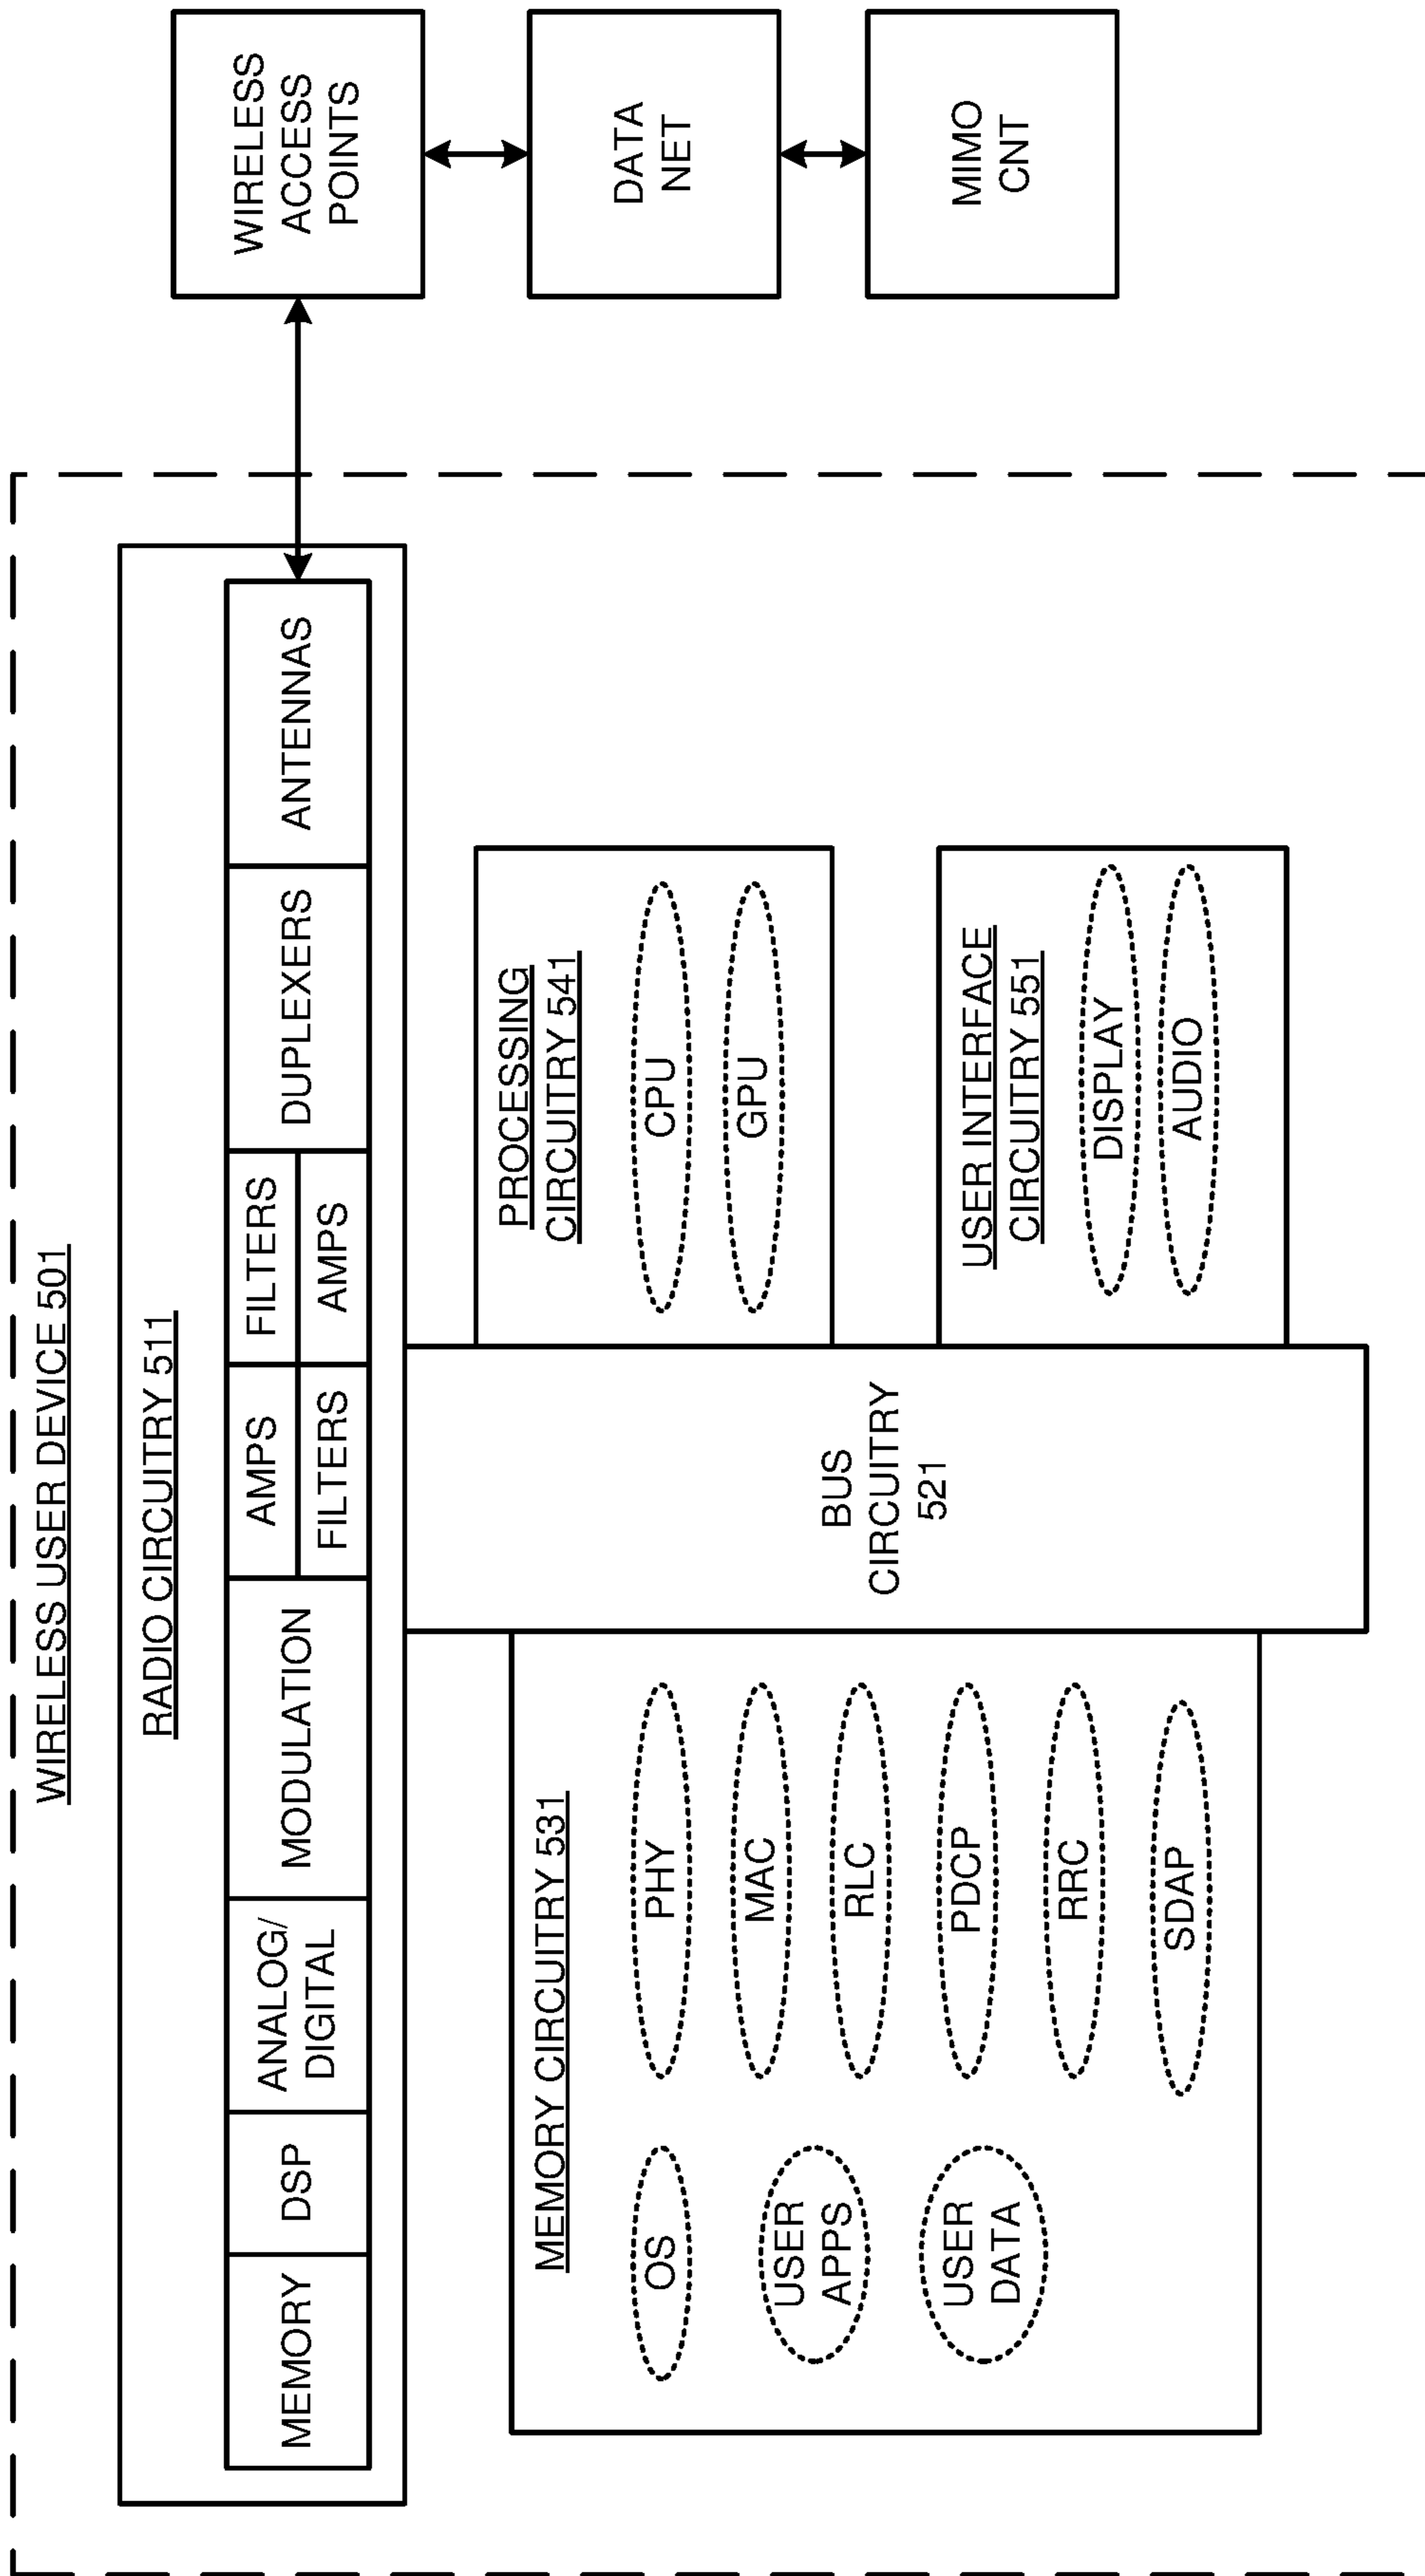 WIRELESS USER DEVICE 501
RADIO CIRCUITRY 511
MEMORY
DSP
ANALOG/
DIGITAL
MODULATION
AMPS
FILTERS
FILTERS
AMPS
DUPLEXERS
ANTENNAS
WIRELESS
ACCESS
POINTS
DATA
NET
MIMO
CNT
MEMORY CIRCUITRY 531
OS
USER
APPS
USER
DATA
PHY
MAC
RLC
PDCP
RRC
SDAP
BUS
CIRCUITRY
521
PROCESSING
CIRCUITRY 541
CPU
GPU
USER INTERFACE
CIRCUITRY 551
DISPLAY
AUDIO